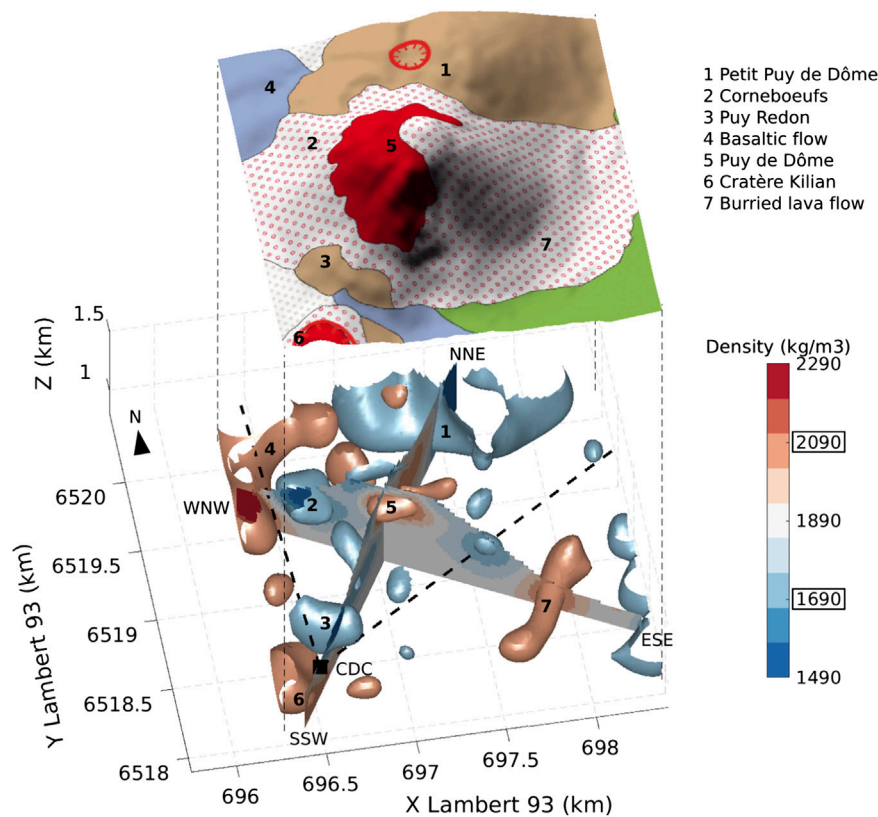 1
4
2
5
7
3
6
1 Petit Puy de Dôme
2 Corneboeufs
3 Puy Redon
4 Basaltic flow
5 Puy de Dôme
6 Cratère Kilian
7 Burried lava flow
Z (km)
1.5
1
N
NNE
WNW
ESE
SSW
CDC
1
4
2
5
3
7
6
Y Lambert 93 (km)
6520
6519.5
6519
6518.5
6518
696
696.5
697
697.5
698
X Lambert 93 (km)
Density (kg/m3)
2290
2090
1890
1690
1490